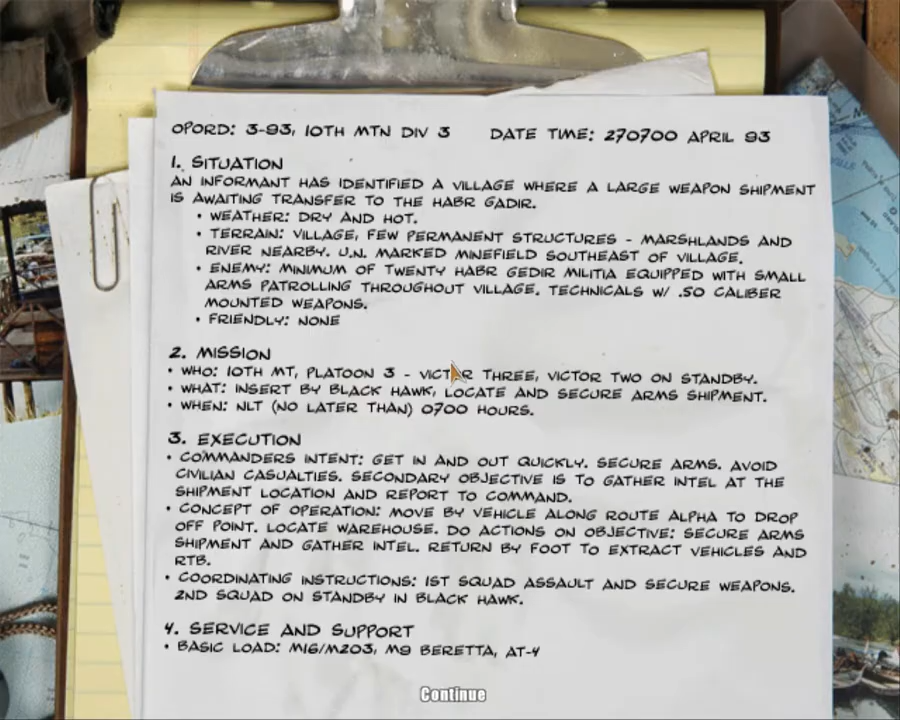 OPORD: 3-93, 10TH MTN DIV 3 DATE TIME: 270700 APRIL 93
1. SITUATION
AN INFORMANT HAS IDENTIFIED A VILLAGE WHERE A LARGE WEAPON SHIPMENT
IS AWAITING TRANSFER TO THE HABR GADIR.
• WEATHER: DRY AND HOT.
• TERRAIN: VILLAGE, FEW PERMANENT STRUCTURES - MARSHLANDS AND
RIVER NEARBY. U.N. MARKED MINEFIELD SOUTHEAST OF VILLAGE.
• ENEMY: MINIMUM OF TWENTY HABR GEDIR MILITIA EQUIPPED WITH SMALL
ARMS PATROLLING THROUGHOUT VILLAGE. TECHNICALS W/ .50 CALIBER
MOUNTED WEAPONS.
• FRIENDLY: NONE
2. MISSION
• WHO: 10TH MT, PLATOON 3 - VICTOR THREE, VICTOR TWO ON STANDBY.
• WHAT: INSERT BY BLACK HAWK, LOCATE AND SECURE ARMS SHIPMENT.
• WHEN: NLT (NO LATER THAN) 0700 HOURS.
3. EXECUTION
• COMMANDERS INTENT: GET IN AND OUT QUICKLY. SECURE ARMS. AVOID
CIVILIAN CASUALTIES. SECONDARY OBJECTIVE IS TO GATHER INTEL AT THE
SHIPMENT LOCATION AND REPORT TO COMMAND.
• CONCEPT OF OPERATION: MOVE BY VEHICLE ALONG ROUTE ALPHA TO DROP
OFF POINT. LOCATE WAREHOUSE. DO ACTIONS ON OBJECTIVE: SECURE ARMS
SHIPMENT AND GATHER INTEL. RETURN BY FOOT TO EXTRACT VEHICLES AND
RTB.
• COORDINATING INSTRUCTIONS: 1ST SQUAD ASSAULT AND SECURE WEAPONS.
2ND SQUAD ON STANDBY IN BLACK HAWK.
4. SERVICE AND SUPPORT
• BASIC LOAD: M16/M203, M9 BERETTA, AT-4
Continue